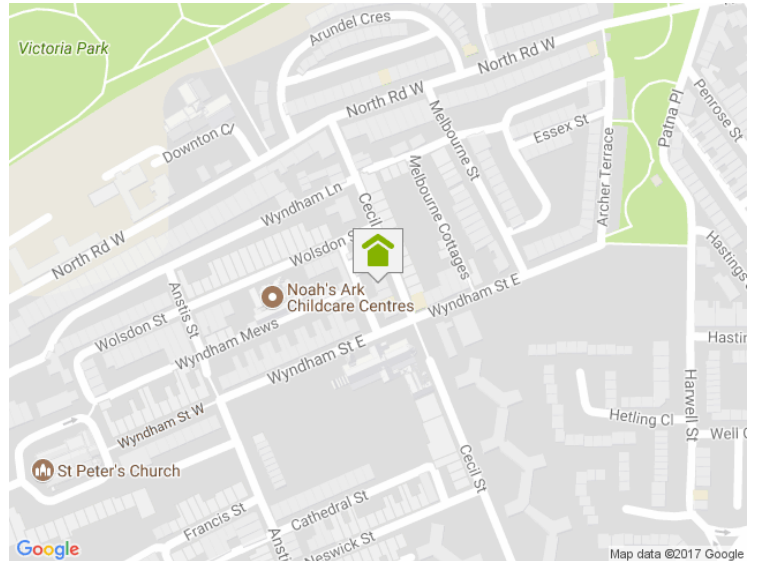 Victoria Park
Arundel Cres
North Rd W
North Rd W
Patna Pl
Penrose St
Downton Cl
Melbourne St
Essex St
Archer Terrace
Wyndham Ln
Cecil
Melbourne Cottages
North Rd W
Wolsdon S
Hastings
Noah's Ark
Childcare Centres
Anstis St
Wyndham St E
Wolsdon St
Wyndham Mews
Hastin
Wyndham St E
Harwell St
Wyndham St W
Hetling Cl
Well C
St Peter's Church
Cecil St
Cathedral St
Francis St
Anstis
Neswick St
Google
Map data ©2017 Google